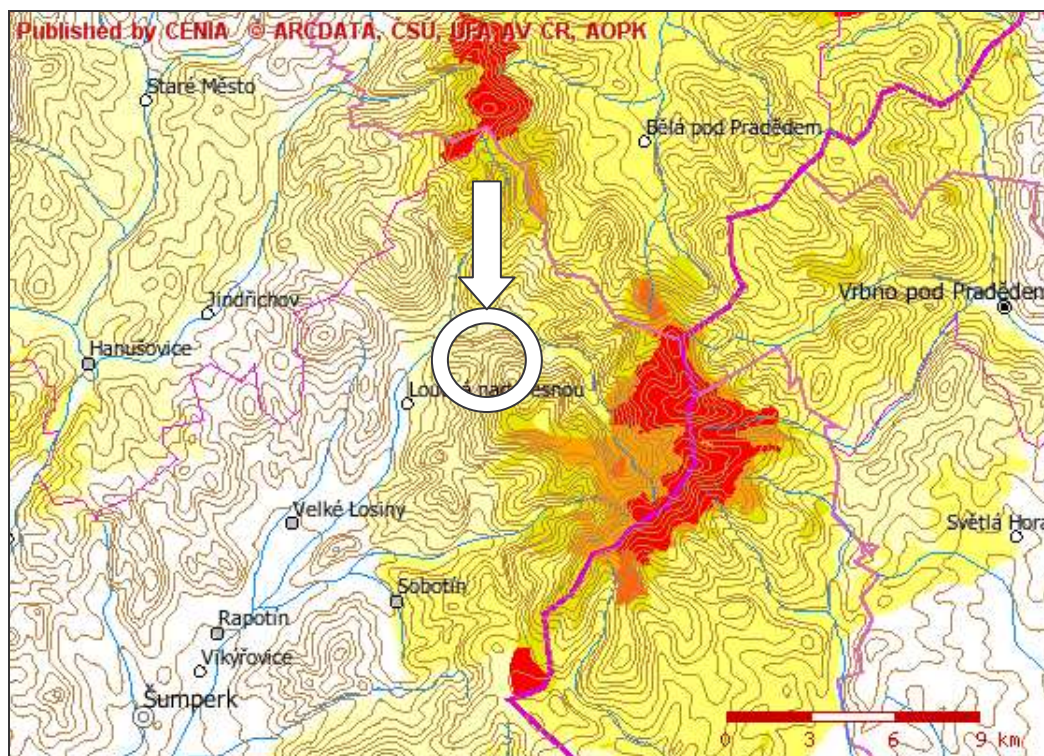 Published by CENIA © ARCDATA, ČSÚ, ÚFA AV ČR, AOPK
Staré Město
Bělá pod Pradědem
Vrbno pod Praděden
Jindřichov
Hanušovice
Velké Losiny
Světlá Hora
Sobotín
Rapotín
Vikýřovice
Šumperk
0 3 6 9 km